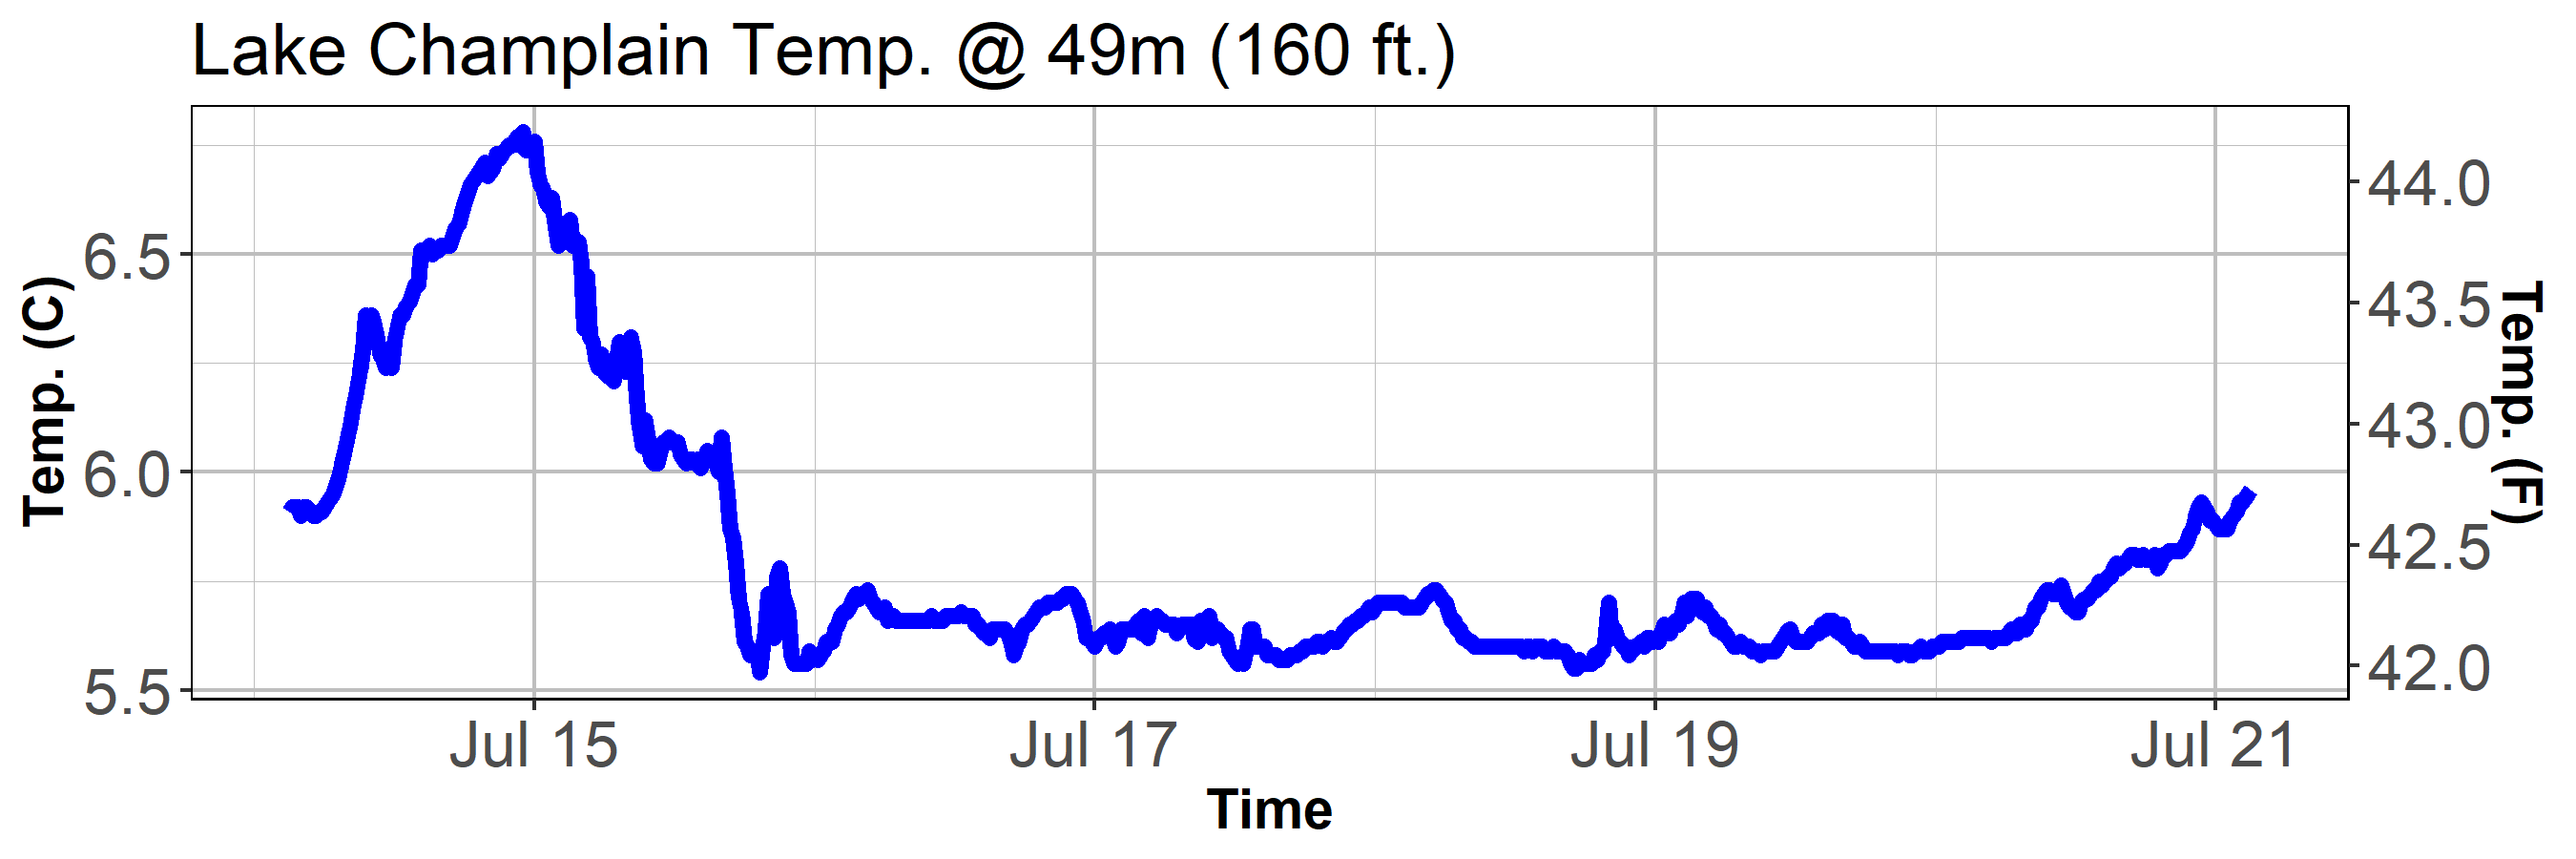 Lake Champlain Temp. @ 49m (160 ft.)
Temp. (C)
6.5
6.0
5.5
44.0
43.5
43.0
42.5
42.0
Temp. (F)
Jul 15
Jul 17
Jul 19
Jul 21
Time